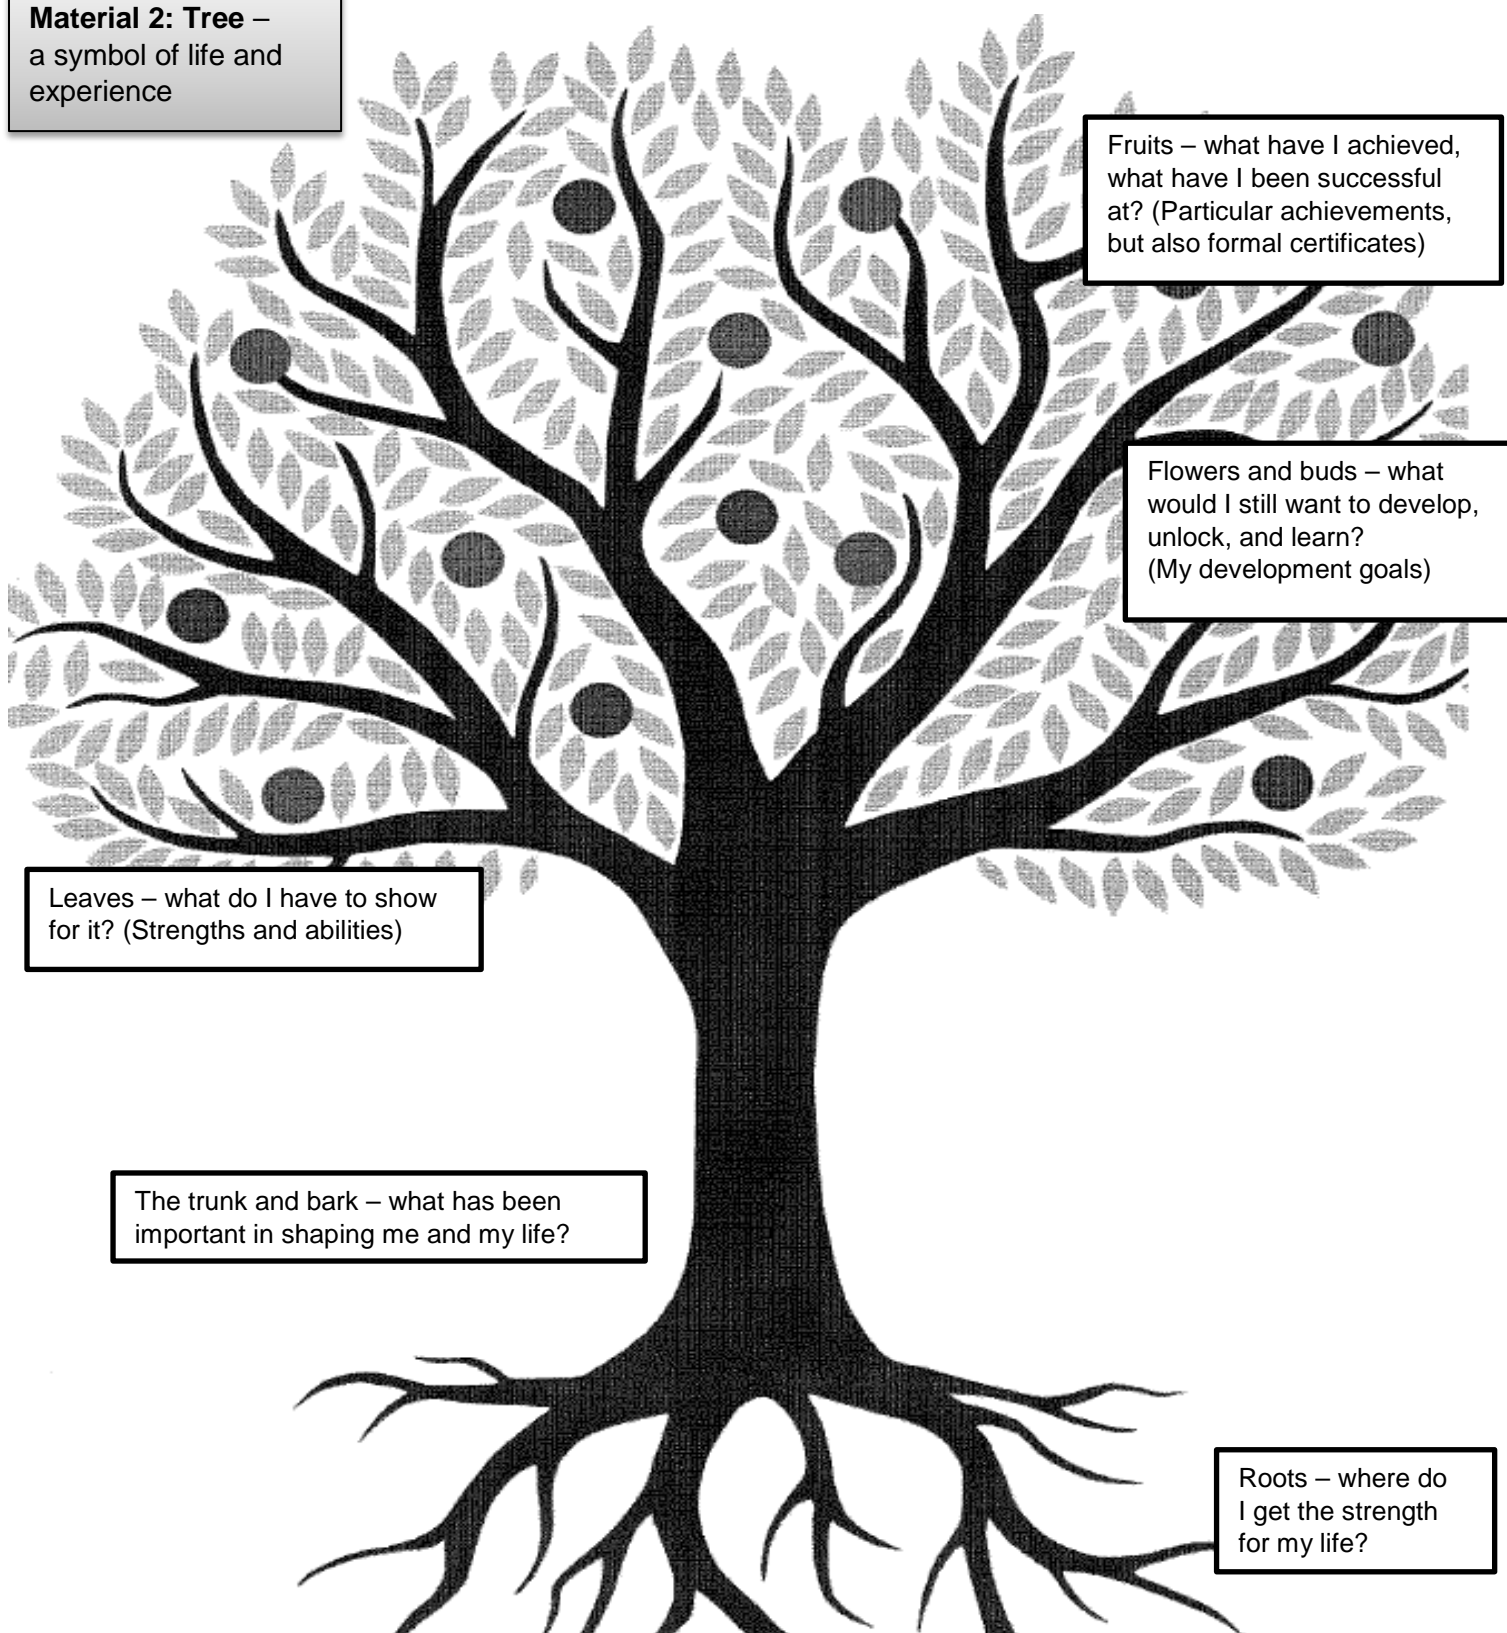 Material 2: Tree –
a symbol of life and
experience
Fruits – what have I achieved,
what have I been successful
at? (Particular achievements,
but also formal certificates)
Flowers and buds – what
would I still want to develop,
unlock, and learn?
(My development goals)
Leaves – what do I have to show
for it? (Strengths and abilities)
The trunk and bark – what has been
important in shaping me and my life?
Roots – where do
I get the strength
for my life?